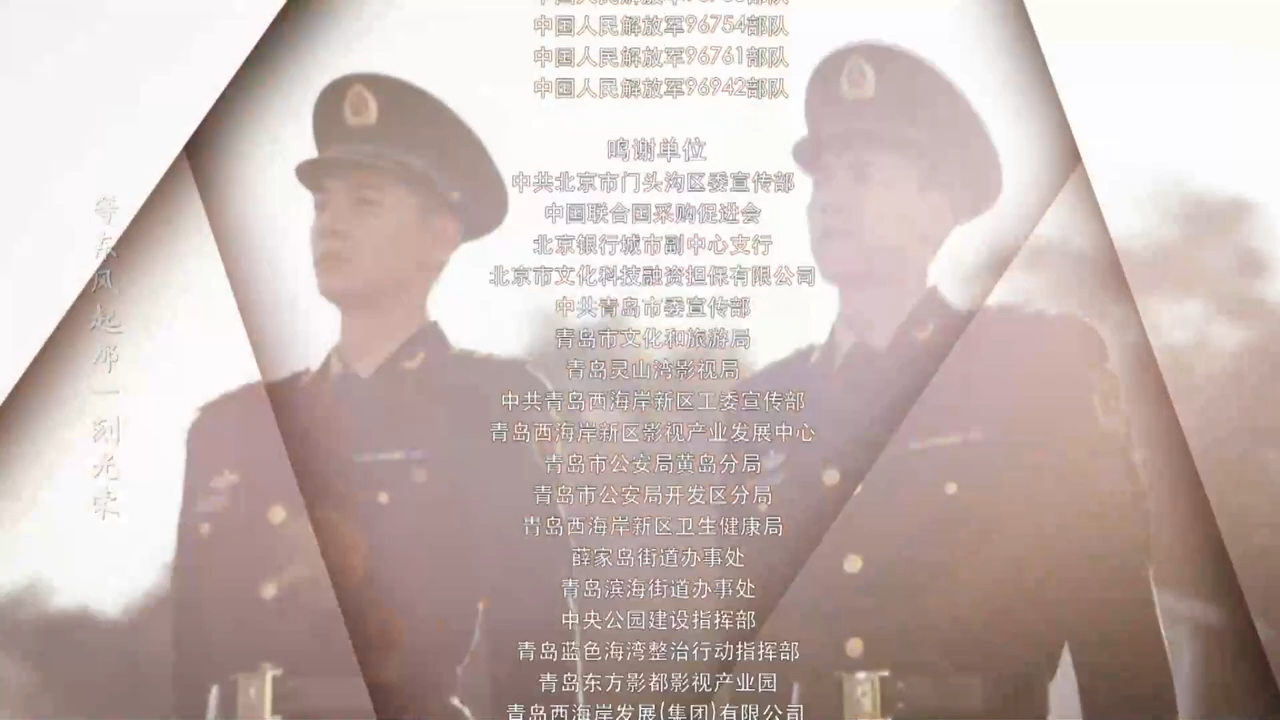 中国人民解放军96754部队
中国人民解放军96761部队
中国人民解放军96942部队
鸣谢单位
中共北京市门头沟区委宣传部
中国联合国采购促进会
北京银行城市副中心支行
北京市文化科技融资担保有限公司
中共青岛市委宣传部
青岛市文化和旅游局
青岛灵山湾影视局
中共青岛西海岸新区工委宣传部
青岛西海岸新区影视产业发展中心
青岛市公安局黄岛分局
青岛市公安局开发区分局
青岛西海岸新区卫生健康局
薛家岛街道办事处
青岛滨海街道办事处
中央公园建设指挥部
青岛蓝色海湾整治行动指挥部
青岛东方影都影视产业园
青岛西海岸发展(集团)有限公司
等东风起那一刻光荣